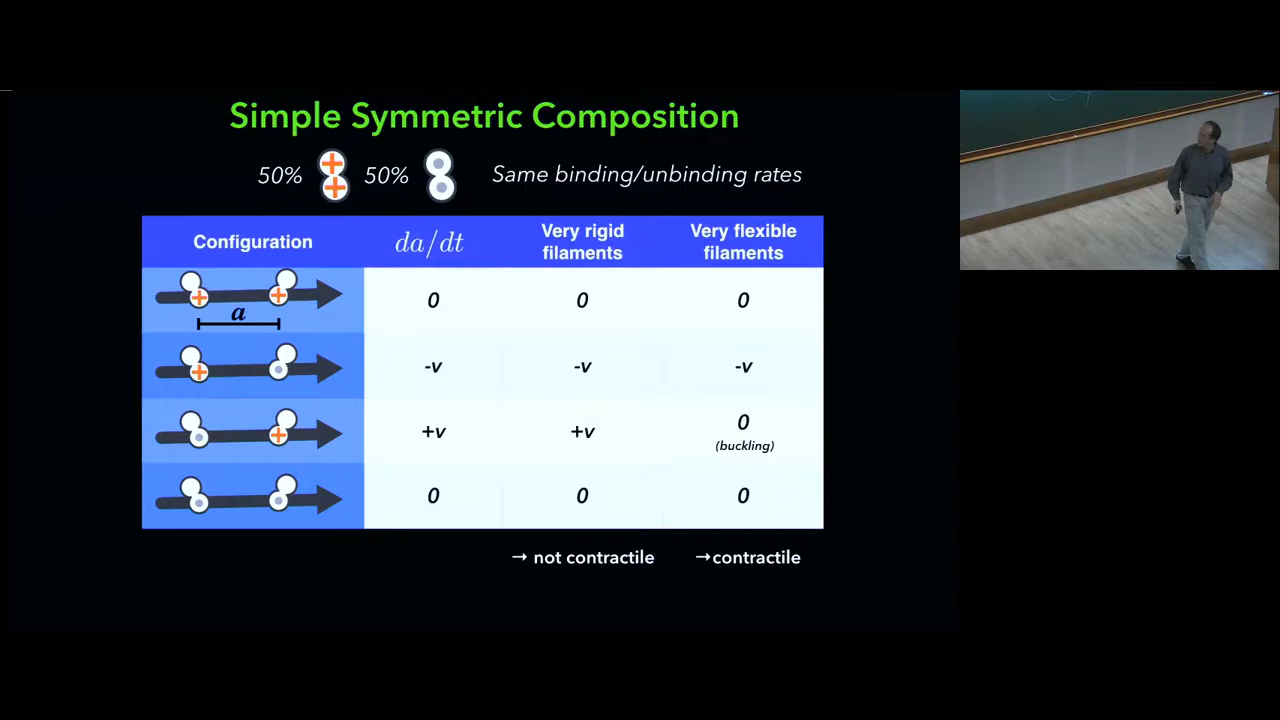 Simple Symmetric Composition
50% 50% Same binding/unbinding rates
Configuration da/dt Very rigid filaments Very flexible filaments
a 0 0 0
-v -v -v
+v +v 0 (buckling)
0 0 0
→ not contractile →contractile